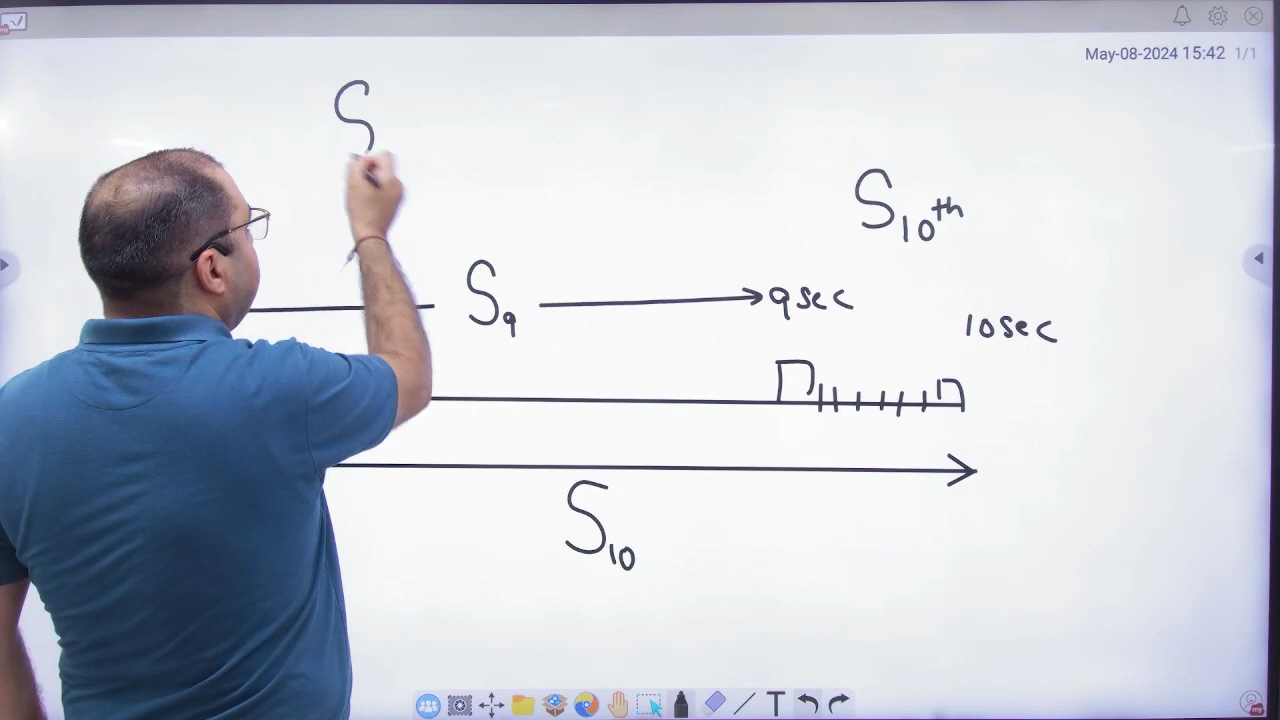 May-08-2024 15:42 1/1
S
S10th
S9 9sec
10sec
S10
T